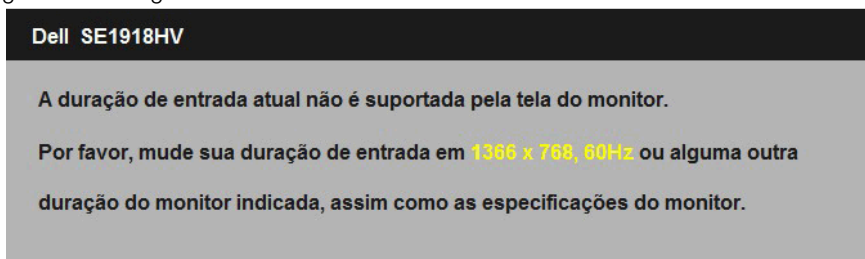 Dell SE1918HV
A duração de entrada atual não é suportada pela tela do monitor.
Por favor, mude sua duração de entrada em 1366 x 768, 60Hz ou alguma outra
duração do monitor indicada, assim como as especificações do monitor.